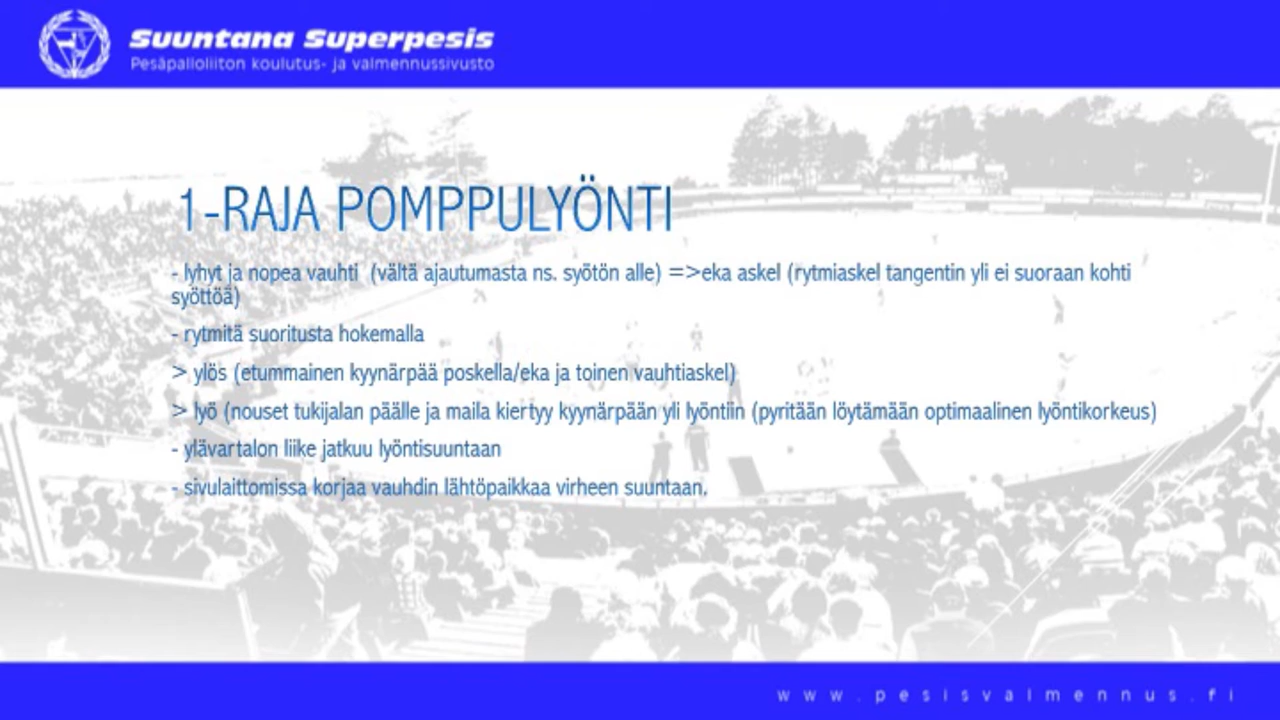 Suuntana Superpesis
Pesäpalloliiton koulutus- ja valmennussivusto
1-RAJA POMPPULYÖNTI
- lyhyt ja nopea vauhti (vältä ajautumasta ns. syötön alle) =>eka askel (rytmiaskel tangentin yli ei suoraan kohti
syöttöä)
- rytmitä suoritusta hokemalla
> ylös (etummainen kyynärpää poskella/eka ja toinen vauhtiaskel)
> lyö (nouset tukijalan päälle ja maila kiertyy kyynärpään yli lyöntiin (pyritään löytämään optimaalinen lyöntikorkeus)
- ylävartalon liike jatkuu lyöntisuuntaan
- sivulaittomissa korjaa vauhdin lähtöpaikkaa virheen suuntaan.
www.pesisvalmennus.fi